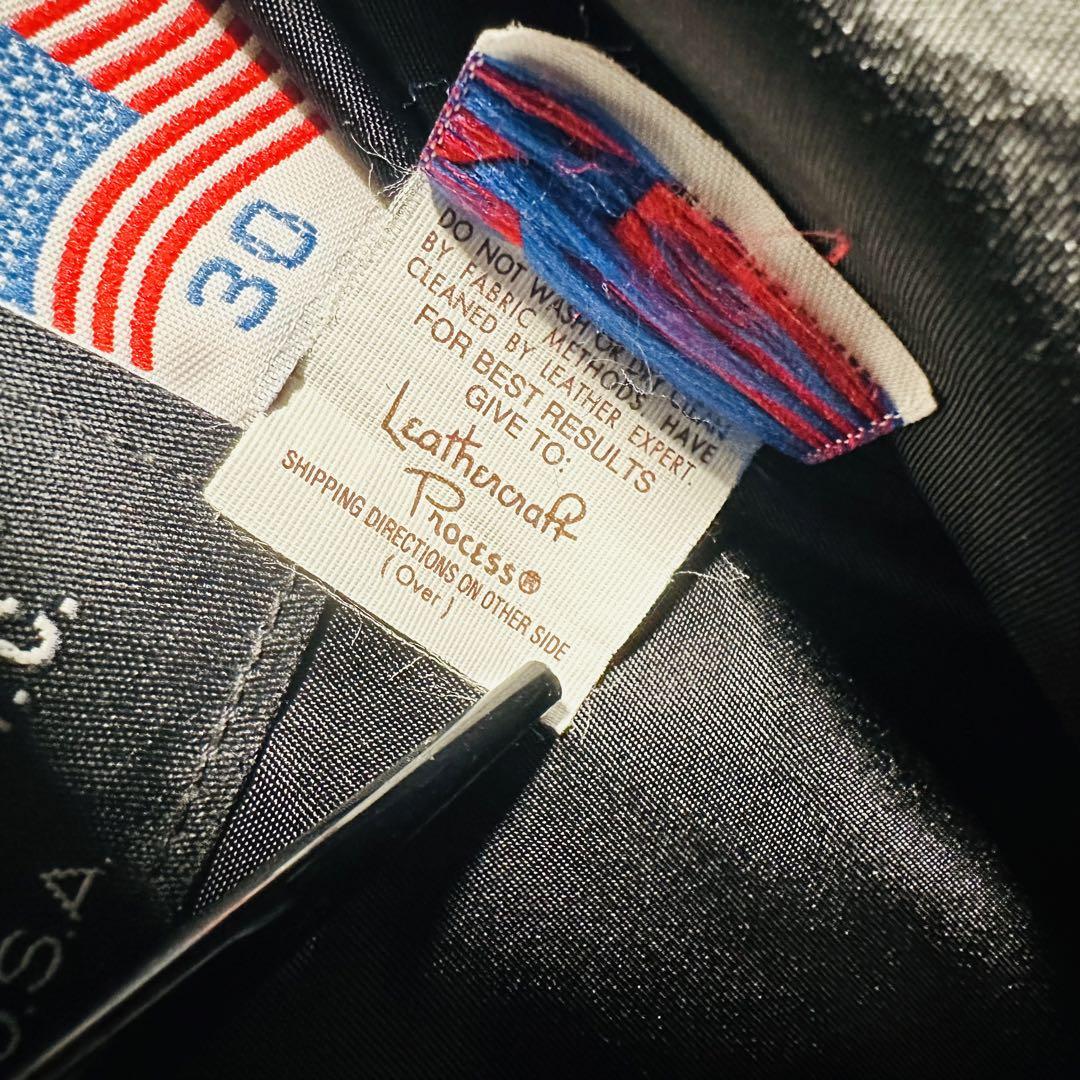 30
DO NOT WASH OR DRY CLEAN
BY FABRIC METHODS. HAVE
CLEANED BY LEATHER EXPERT.
FOR BEST RESULTS
GIVE TO:
Leathercraft
Process®
SHIPPING DIRECTIONS ON OTHER SIDE
(Over)
C.
U.S.A.